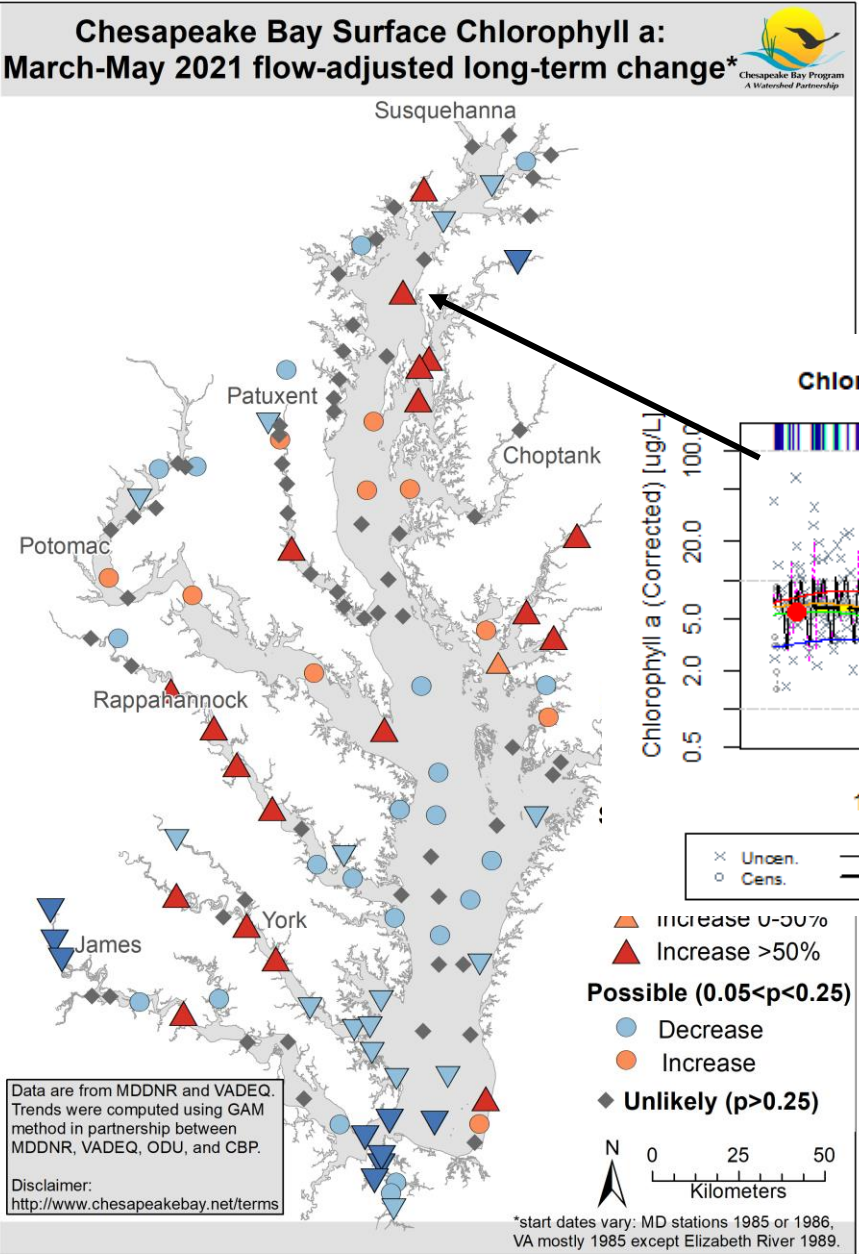 Chesapeake Bay Surface Chlorophyll a:
March-May 2021 flow-adjusted long-term change*
Chesapeake Bay Program
A Watershed Partnership
Susquehanna
Patuxent
Choptank
Potomac
Rappahannock
York
James
Chlor
Chlorophyll a (Corrected) [ug/L]
100.0
20.0
5.0
2.0
0.5
Uncen.
Cens.
Increase 0-50%
Increase >50%
Possible (0.05<p<0.25)
Decrease
Increase
Unlikely (p>0.25)
Data are from MDDNR and VADEQ.
Trends were computed using GAM
method in partnership between
MDDNR, VADEQ, ODU, and CBP.
Disclaimer:
http://www.chesapeakebay.net/terms
N
0 25 50
Kilometers
*start dates vary: MD stations 1985 or 1986,
VA mostly 1985 except Elizabeth River 1989.